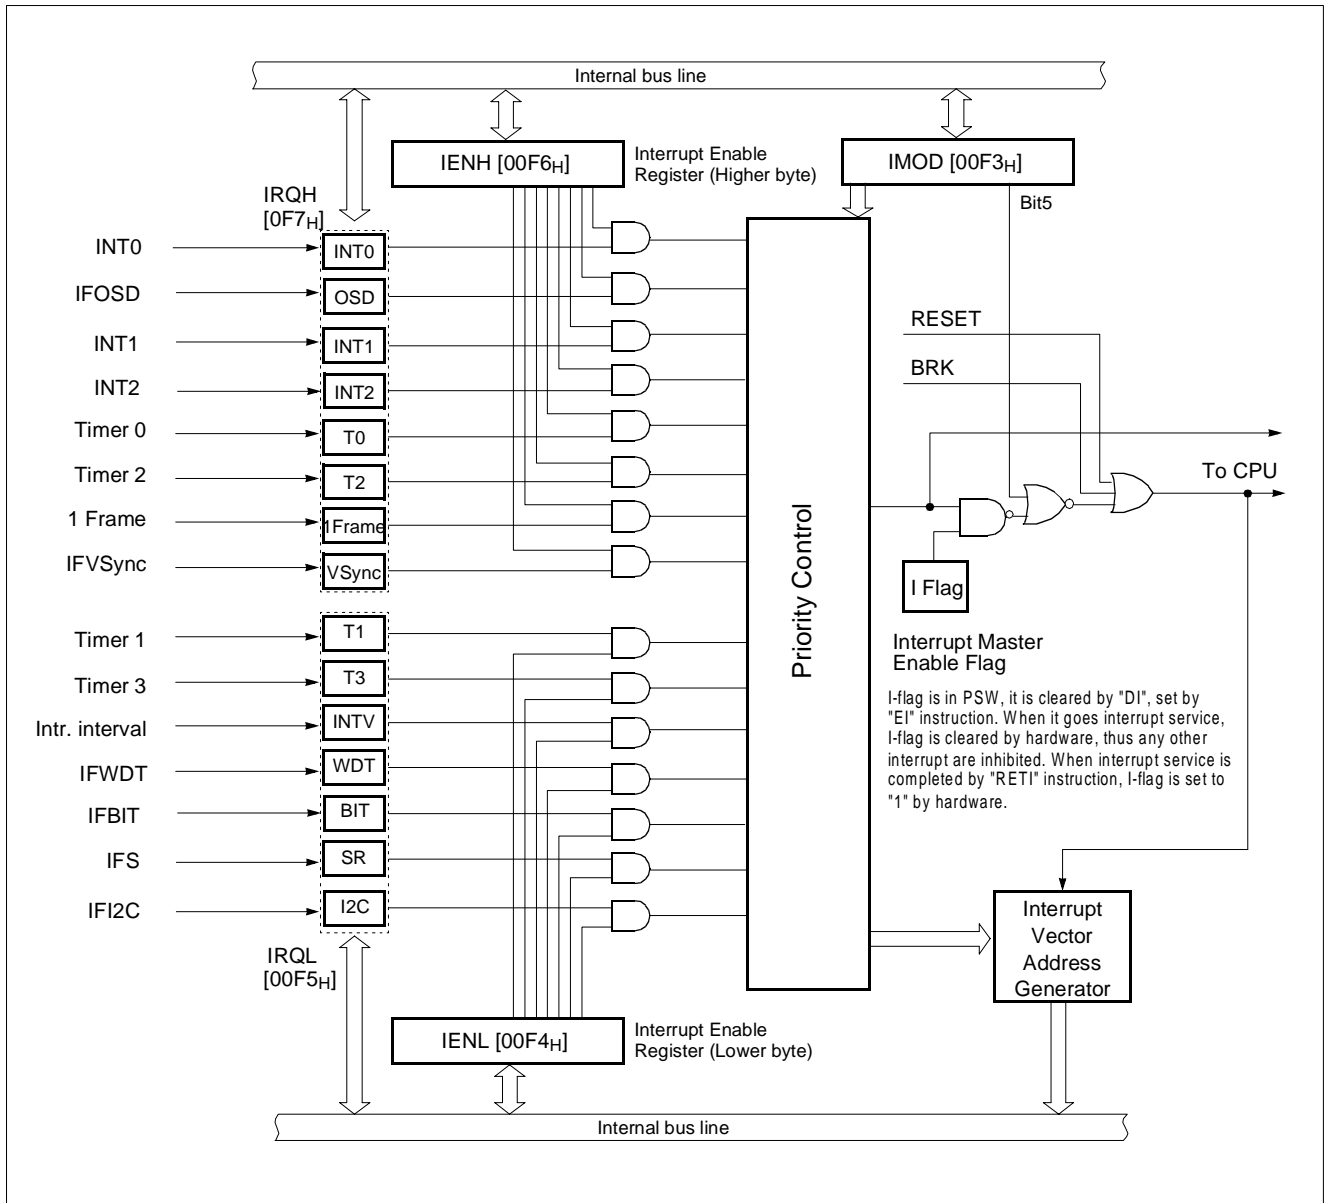 Internal bus line
IENH [00F6H]
Interrupt Enable
Register (Higher byte)
IMOD [00F3H]
Bit5
IRQH
[0F7H]
INT0
INT0
IFOSD
OSD
INT1
INT1
INT2
INT2
Timer 0
T0
Timer 2
T2
1 Frame
1Frame
IFVSync
VSync
Timer 1
T1
Timer 3
T3
Intr. interval
INTV
IFWDT
WDT
IFBIT
BIT
IFS
SR
IFI2C
I2C
IRQL
[00F5H]
Priority Control
RESET
BRK
To CPU
I Flag
Interrupt Master
Enable Flag
I-flag is in PSW, it is cleared by "DI", set by
"EI" instruction. When it goes interrupt service,
I-flag is cleared by hardware, thus any other
interrupt are inhibited. When interrupt service is
completed by "RETI" instruction, I-flag is set to
"1" by hardware.
Interrupt
Vector
Address
Generator
IENL [00F4H]
Interrupt Enable
Register (Lower byte)
Internal bus line